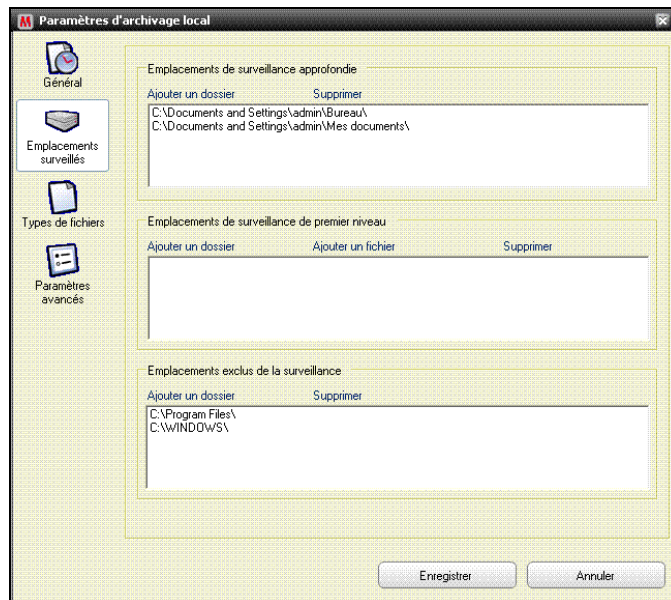 M Paramètres d'archivage local
Général
Emplacements
surveillés
Types de fichiers
Paramètres
avancés
Emplacements de surveillance approfondie
Ajouter un dossier Supprimer
C:\Documents and Settings\admin\Bureau\
C:\Documents and Settings\admin\Mes documents\
Emplacements de surveillance de premier niveau
Ajouter un dossier Ajouter un fichier Supprimer
Emplacements exclus de la surveillance
Ajouter un dossier Supprimer
C:\Program Files\
C:\WINDOWS\
Enregistrer Annuler